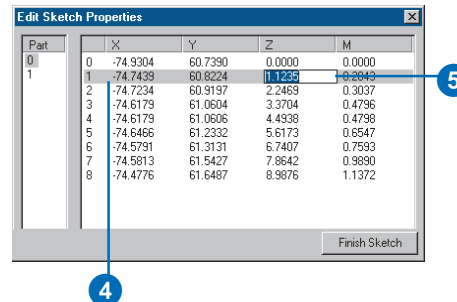 Edit Sketch Properties
Part X Y Z M
0 0 -74.9304 60.7390 0.0000 0.0000
1 1 -74.7439 60.8224 1.1235 0.2843
2 -74.7234 60.9197 2.2469 0.3037
3 -74.6179 61.0604 3.3704 0.4796
4 -74.6179 61.0606 4.4938 0.4798
5 -74.6466 61.2332 5.6173 0.6547
6 -74.5791 61.3131 6.7407 0.7593
7 -74.5813 61.5427 7.8642 0.9890
8 -74.4776 61.6487 8.9876 1.1372
5
Finish Sketch
4